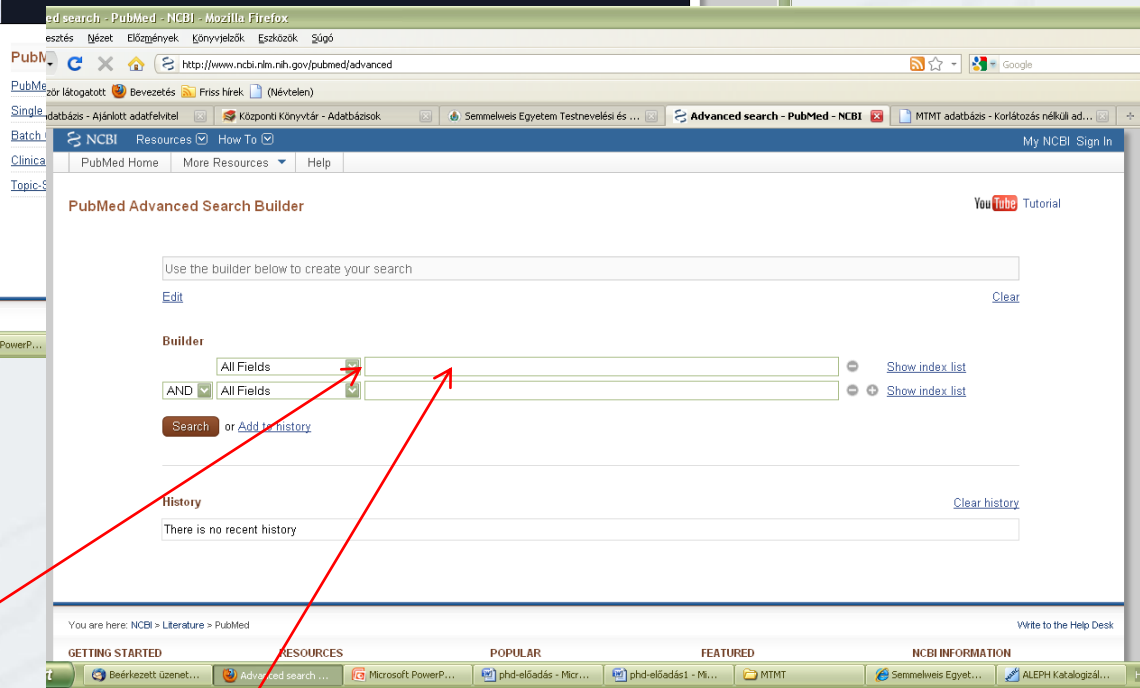 ed search - PubMed - NCBI - Mozilla Firefox
esztés Nézet Előzmények Könyvjelzők Eszközök Súgó
http://www.ncbi.nlm.nih.gov/pubmed/advanced
Google
zör látogatott Bevezetés Friss hírek (Névtelen)
datbázis - Ajánlott adatfelvitel Központi Könyvtár - Adatbázisok Semmelweis Egyetem Testnevelési és ... Advanced search - PubMed - NCBI MTMT adatbázis - Korlátozás nélküli ad...
NCBI Resources How To My NCBI Sign In
PubMed Home More Resources Help
PubMed Advanced Search Builder
YouTube Tutorial
Use the builder below to create your search
Edit Clear
Builder
All Fields Show index list
AND All Fields Show index list
Search or Add to history
History Clear history
There is no recent history
You are here: NCBI > Literature > PubMed Write to the Help Desk
GETTING STARTED RESOURCES POPULAR FEATURED NCBI INFORMATION
Beérkezett üzenet... Advanced search ... Microsoft PowerP... phd-előadás - Micr... phd-előadás1 - Mi... MTMT Semmelweis Egyet... ALEPH Katalogizál...
PubM
PubMe
Single
Batch
Clinica
Topic-S
PowerP...